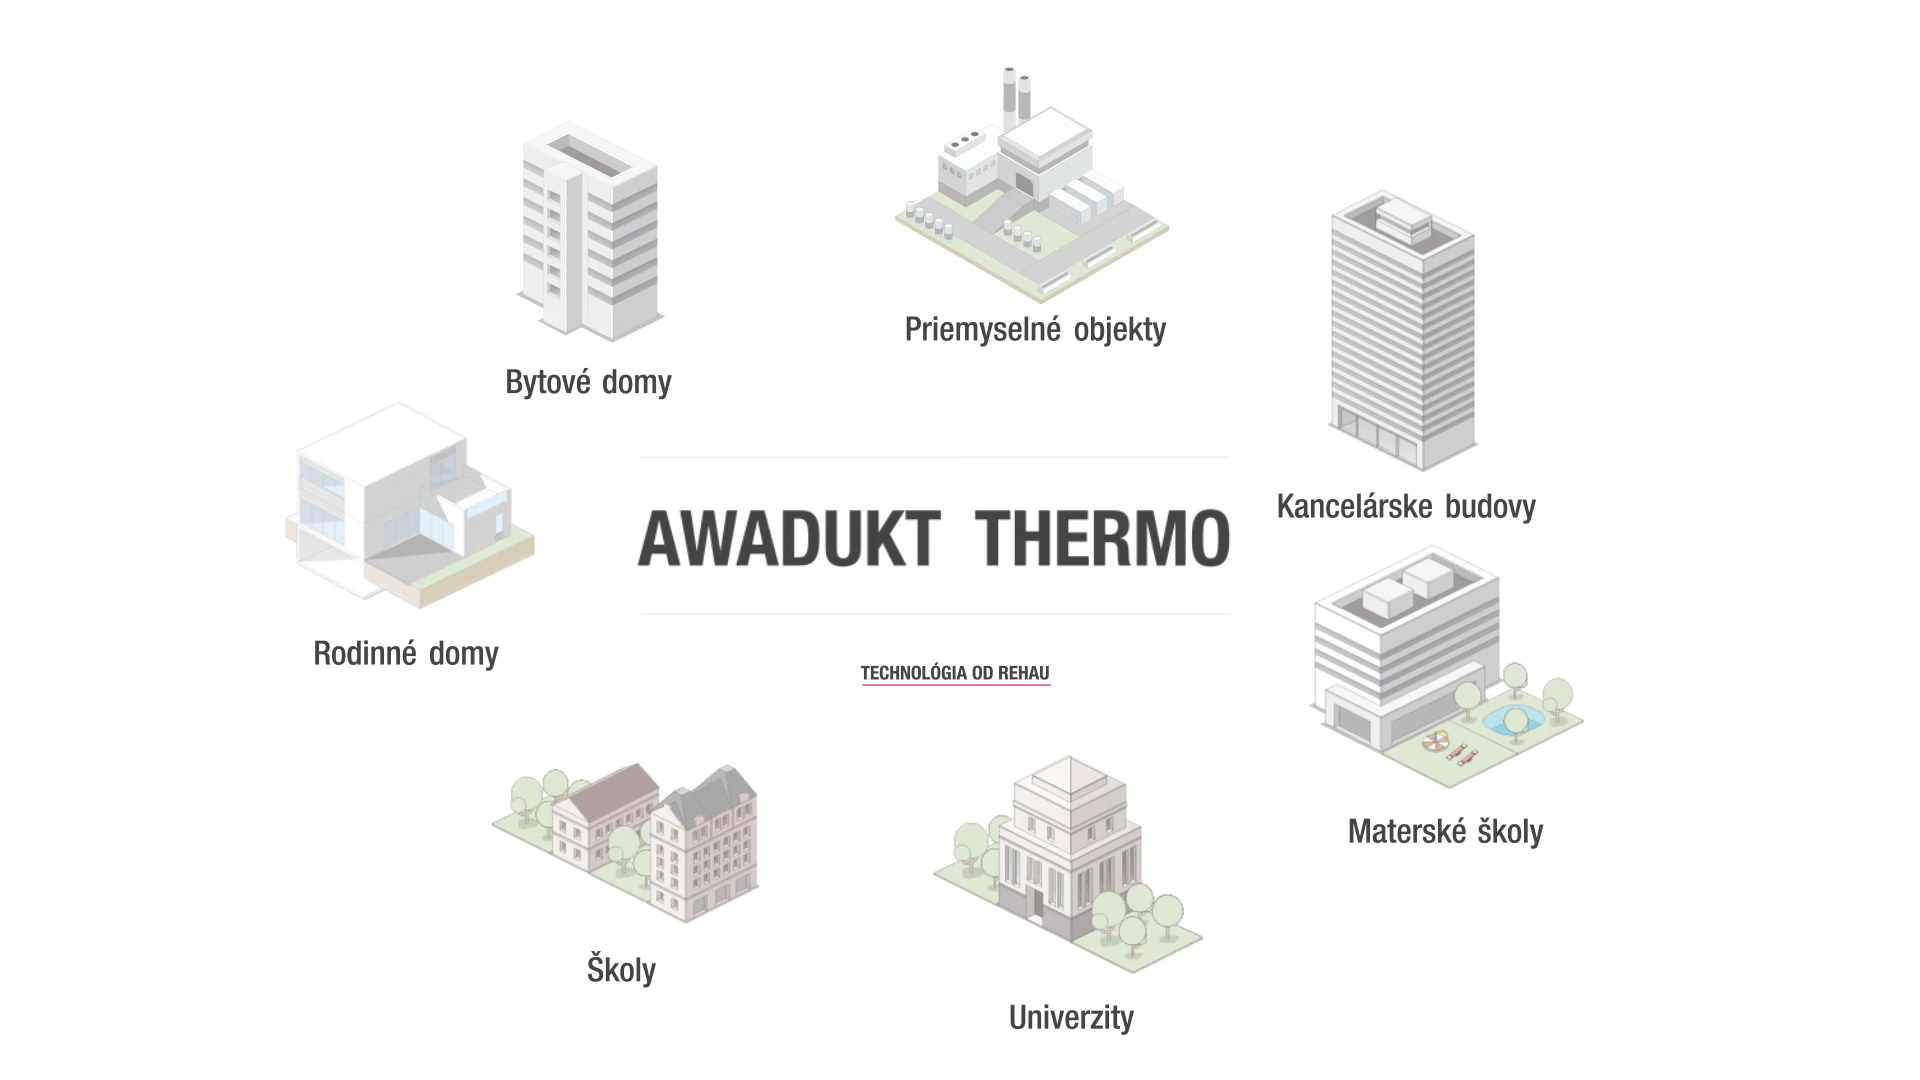 Priemyselné objekty
Bytové domy
Kancelárske budovy
AWADUKT THERMO
Rodinné domy
TECHNOLÓGIA OD REHAU
Materské školy
Školy
Univerzity